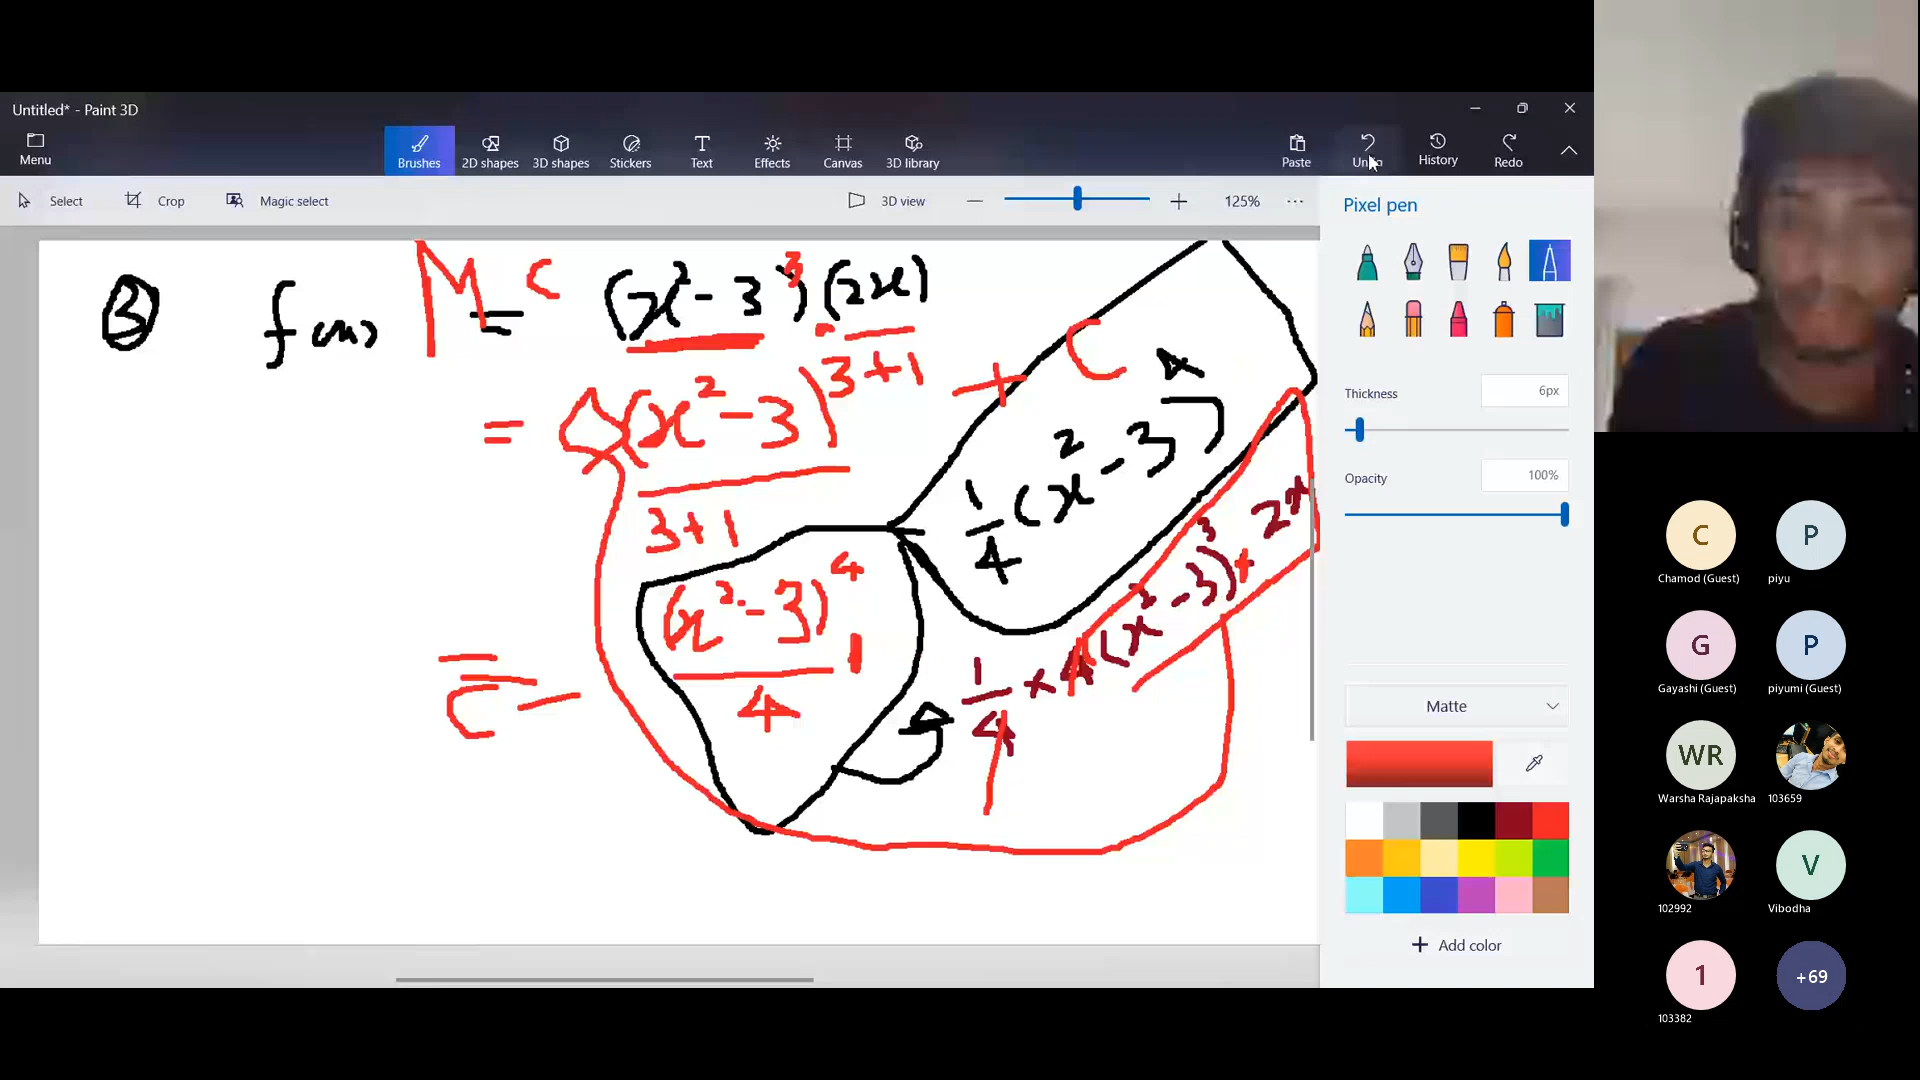 Untitled* - Paint 3D
Menu
Brushes
2D shapes
3D shapes
Stickers
Text
Effects
Canvas
3D library
Paste
Undo
History
Redo
Select
Crop
Magic select
3D view
125%
Pixel pen
Thickness
6px
Opacity
100%
Matte
Add color
③ f(x) = (x² - 3)³ (2x)
M C
= (x² - 3)³⁺¹ + C
3+1
(x² - 3)⁴
4
1/4 (x² - 3)⁴
1/4 × 4 (x² - 3)³ + 2x
C
C
Chamod (Guest)
P
piyu
G
Gayashi (Guest)
P
piyumi (Guest)
WR
Warsha Rajapaksha
103659
102992
V
Vibodha
1
103382
+69